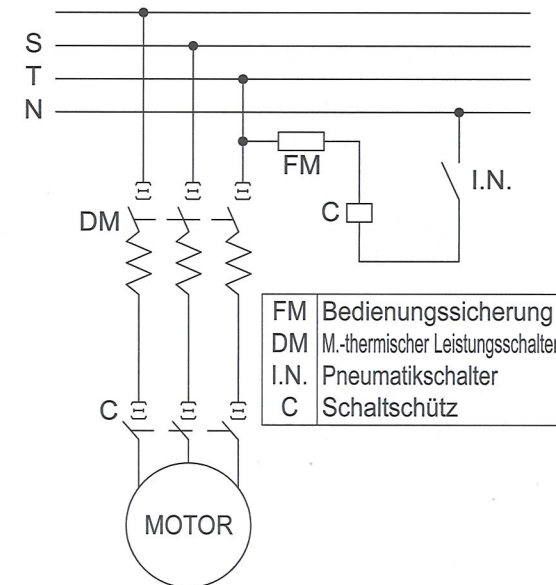 S
T
N
FM
I.N.
C
DM
FM Bedienungssicherung
DM M.-thermischer Leistungsschalter
I.N. Pneumatikschalter
C Schaltschütz
C
MOTOR